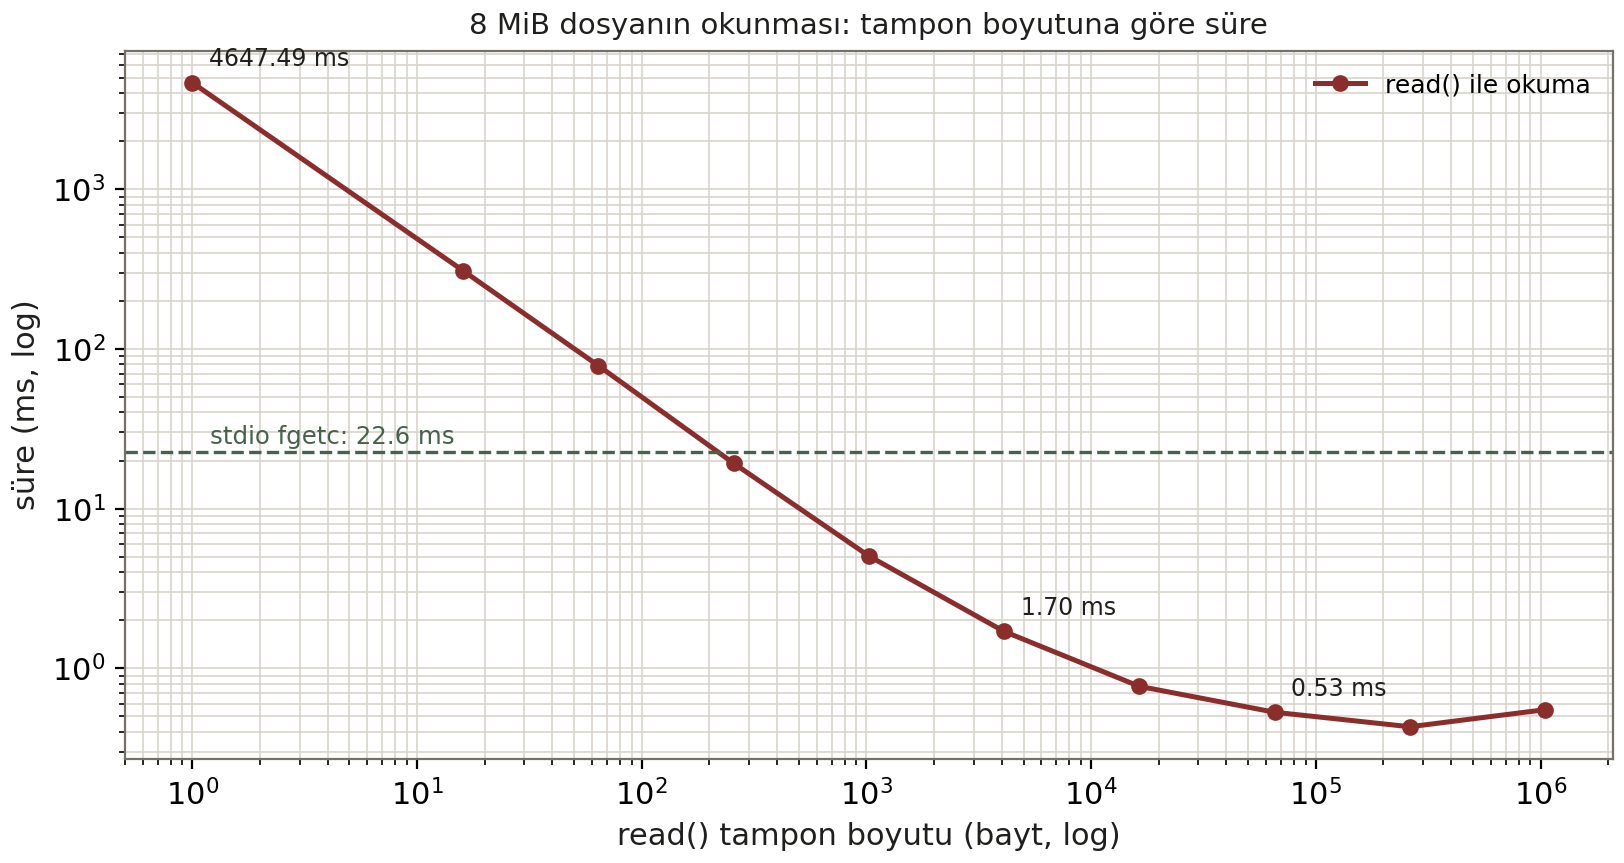 8 MiB dosyanın okunması: tampon boyutuna göre süre
4647.49 ms
read() ile okuma
10³
10²
stdio fgetc: 22.6 ms
10¹
1.70 ms
10⁰
0.53 ms
süre (ms, log)
10⁰ 10¹ 10² 10³ 10⁴ 10⁵ 10⁶
read() tampon boyutu (bayt, log)